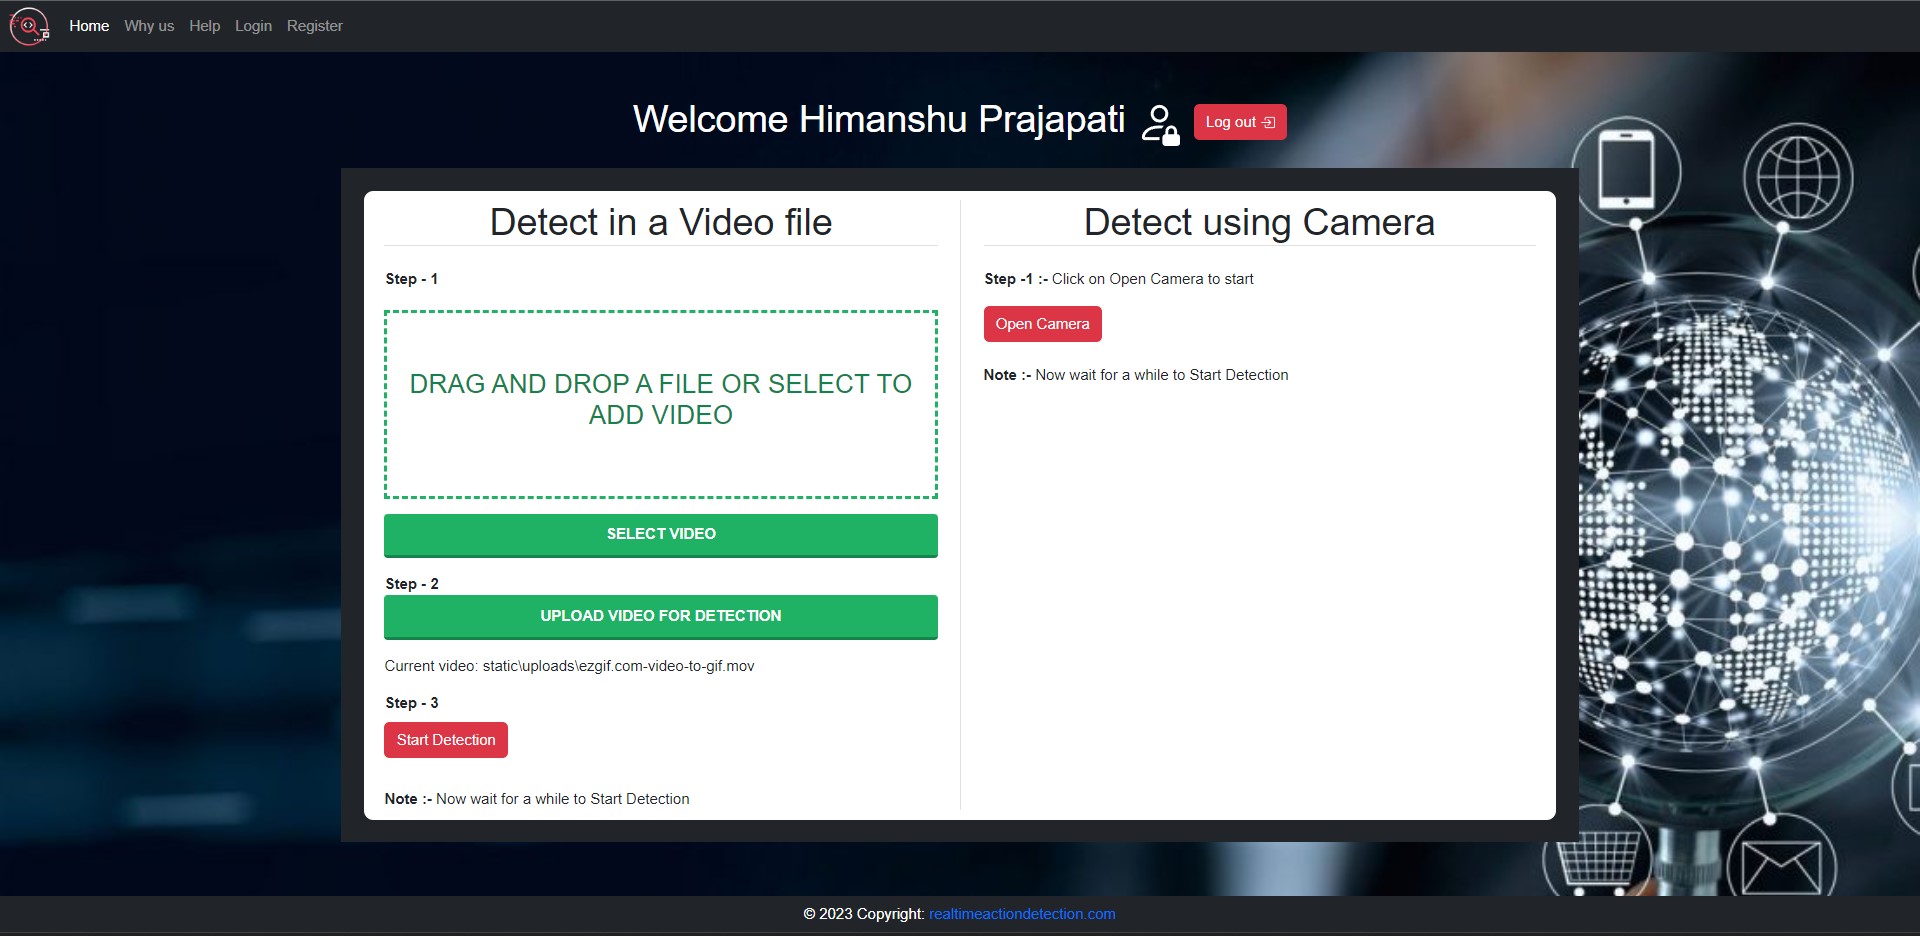 Home Why us Help Login Register
Welcome Himanshu Prajapati
Log out
Detect in a Video file
Step - 1
DRAG AND DROP A FILE OR SELECT TO
ADD VIDEO
SELECT VIDEO
Step - 2
UPLOAD VIDEO FOR DETECTION
Current video: static\uploads\ezgif.com-video-to-gif.mov
Step - 3
Start Detection
Note :- Now wait for a while to Start Detection
Detect using Camera
Step -1 :- Click on Open Camera to start
Open Camera
Note :- Now wait for a while to Start Detection
© 2023 Copyright: realtimeactiondetection.com